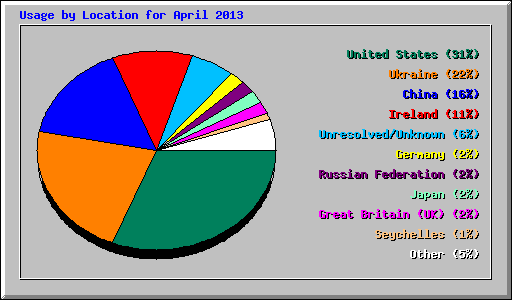 Usage by Location for April 2013
United States (31%)
Ukraine (22%)
China (16%)
Ireland (11%)
Unresolved/Unknown (6%)
Germany (2%)
Russian Federation (2%)
Japan (2%)
Great Britain (UK) (2%)
Seychelles (1%)
Other (5%)